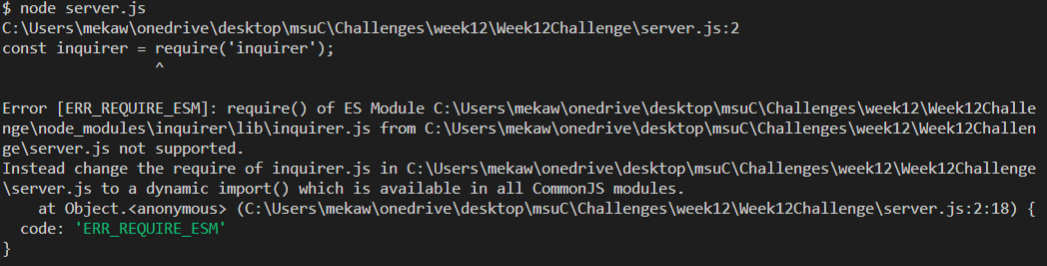 $ node server.js
C:\Users\mekaw\onedrive\desktop\msuC\Challenges\week12\Week12Challenge\server.js:2
const inquirer = require('inquirer');
                 ^
Error [ERR_REQUIRE_ESM]: require() of ES Module C:\Users\mekaw\onedrive\desktop\msuC\Challenges\week12\Week12Challe
nge\node_modules\inquirer\lib\inquirer.js from C:\Users\mekaw\onedrive\desktop\msuC\Challenges\week12\Week12Challen
ge\server.js not supported.
Instead change the require of inquirer.js in C:\Users\mekaw\onedrive\desktop\msuC\Challenges\week12\Week12Challenge
\server.js to a dynamic import() which is available in all CommonJS modules.
    at Object.<anonymous> (C:\Users\mekaw\onedrive\desktop\msuC\Challenges\week12\Week12Challenge\server.js:2:18) {
  code: 'ERR_REQUIRE_ESM'
}